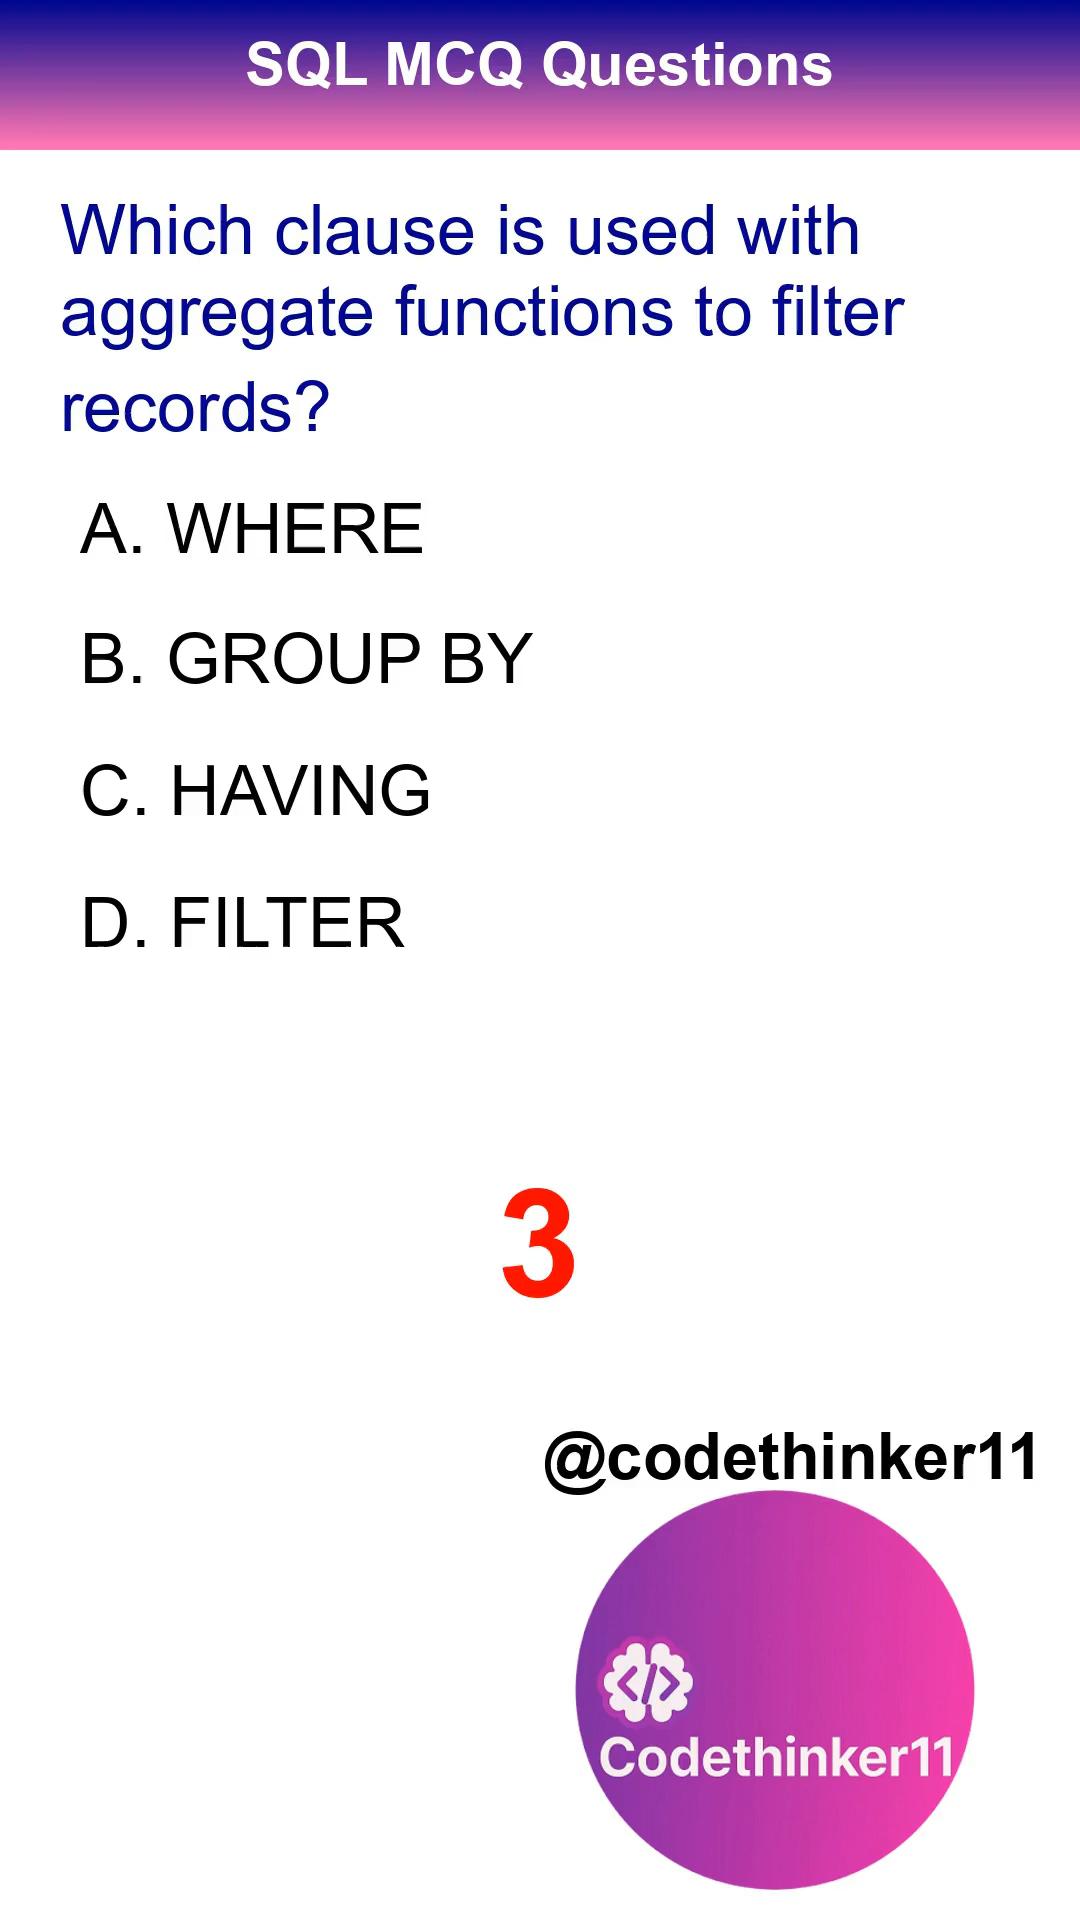 SQL MCQ Questions
Which clause is used with
aggregate functions to filter
records?
A. WHERE
B. GROUP BY
C. HAVING
D. FILTER
3
@codethinker11
</>
Codethinker11